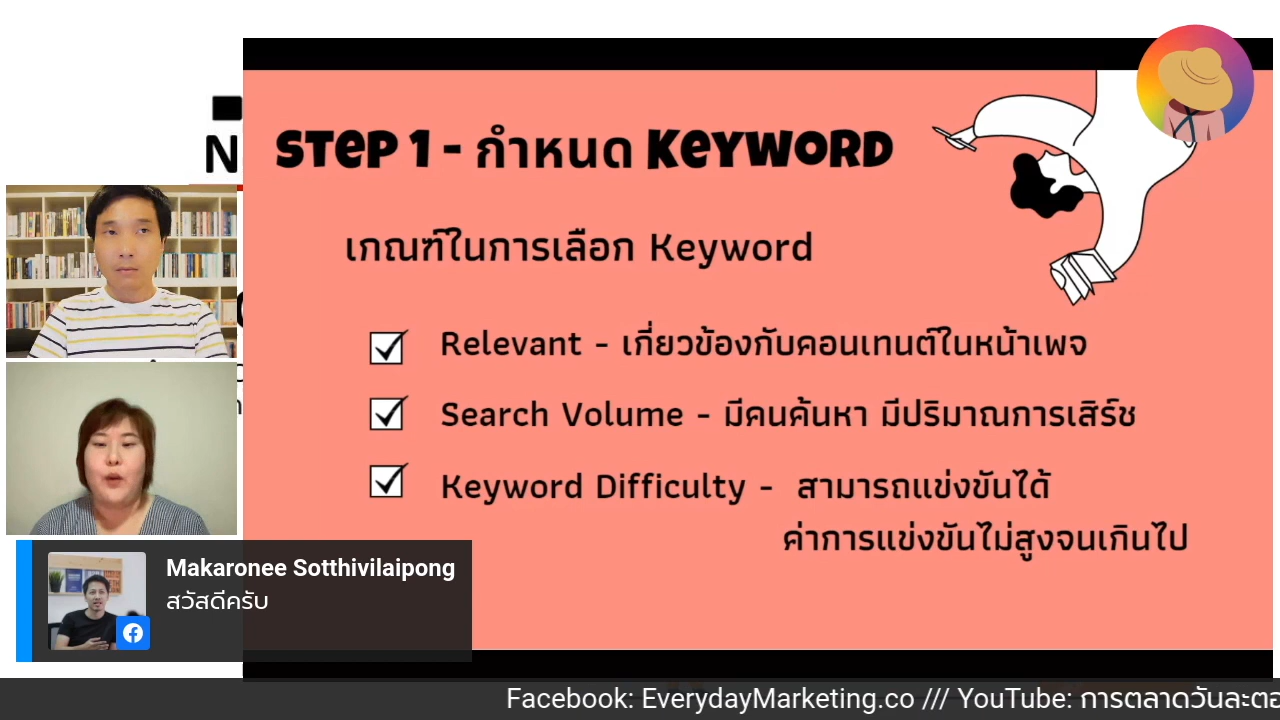 STEP 1 - กำหนด KEYWORD
เกณฑ์ในการเลือก Keyword
Relevant - เกี่ยวข้องกับคอนเทนต์ในหน้าเพจ
Search Volume - มีคนค้นหา มีปริมาณการเสิร์ช
Keyword Difficulty - สามารถแข่งขันได้
ค่าการแข่งขันไม่สูงจนเกินไป
Makaronee Sotthivilaipong
สวัสดีครับ
Facebook: EverydayMarketing.co /// YouTube: การตลาดวันละตอ